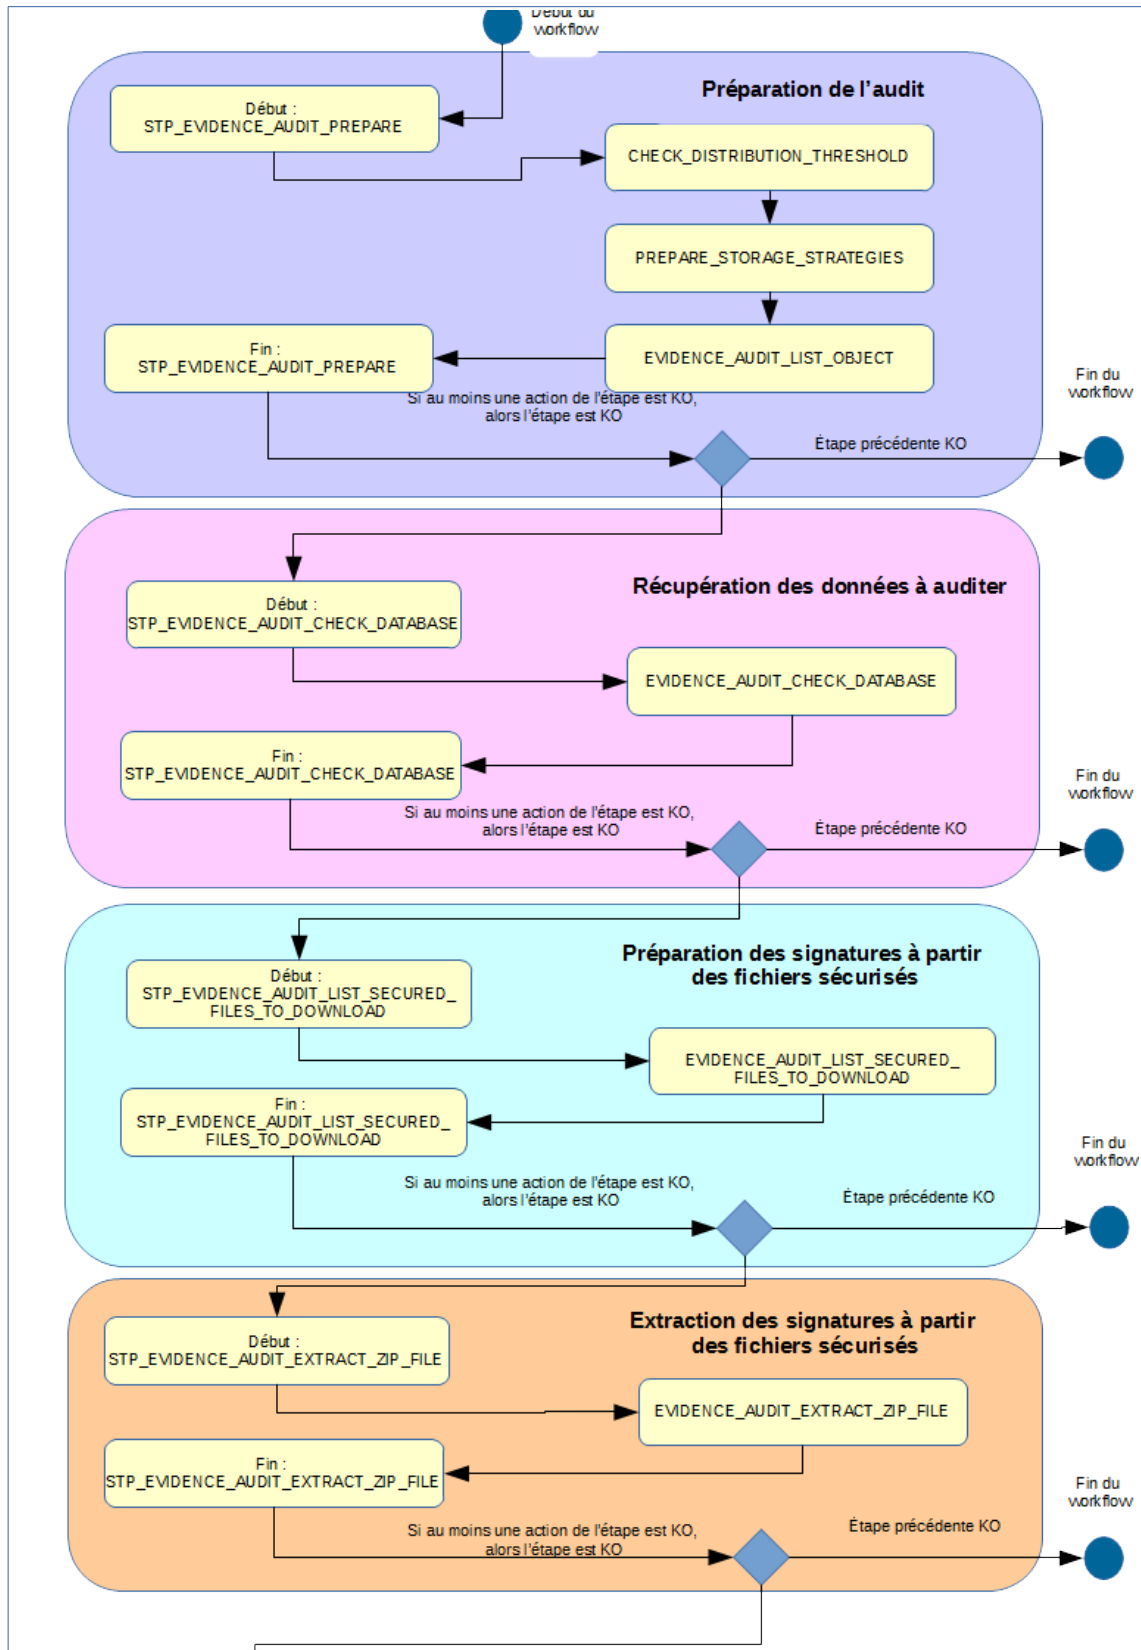 Début du
workflow
Préparation de l’audit
Début :
STP_EVIDENCE_AUDIT_PREPARE
CHECK_DISTRIBUTION_THRESHOLD
PREPARE_STORAGE_STRATEGIES
Fin :
STP_EVIDENCE_AUDIT_PREPARE
EVIDENCE_AUDIT_LIST_OBJECT
Fin du
workflow
Si au moins une action de l’étape est KO,
alors l’étape est KO
Étape précédente KO
Récupération des données à auditer
Début :
STP_EVIDENCE_AUDIT_CHECK_DATABASE
EVIDENCE_AUDIT_CHECK_DATABASE
Fin :
STP_EVIDENCE_AUDIT_CHECK_DATABASE
Fin du
workflow
Si au moins une action de l’étape est KO,
alors l’étape est KO
Étape précédente KO
Préparation des signatures à partir
des fichiers sécurisés
Début :
STP_EVIDENCE_AUDIT_LIST_SECURED_
FILES_TO_DOWNLOAD
EVIDENCE_AUDIT_LIST_SECURED_
FILES_TO_DOWNLOAD
Fin :
STP_EVIDENCE_AUDIT_LIST_SECURED_
FILES_TO_DOWNLOAD
Fin du
workflow
Si au moins une action de l’étape est KO,
alors l’étape est KO
Étape précédente KO
Extraction des signatures à partir
des fichiers sécurisés
Début :
STP_EVIDENCE_AUDIT_EXTRACT_ZIP_FILE
EVIDENCE_AUDIT_EXTRACT_ZIP_FILE
Fin :
STP_EVIDENCE_AUDIT_EXTRACT_ZIP_FILE
Fin du
workflow
Si au moins une action de l’étape est KO,
alors l’étape est KO
Étape précédente KO